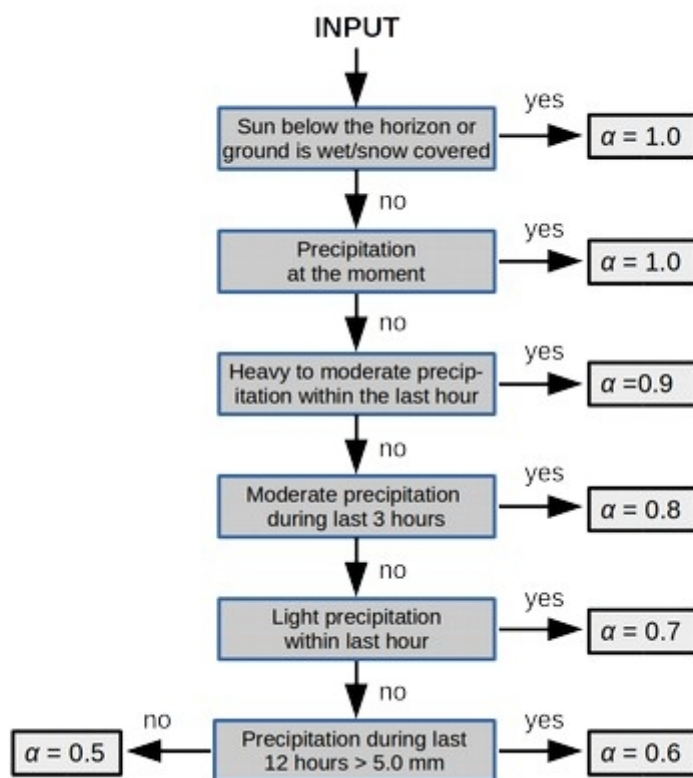 INPUT
Sun below the horizon or
ground is wet/snow covered
yes
α = 1.0
no
Precipitation
at the moment
yes
α = 1.0
no
Heavy to moderate precip-
itation within the last hour
yes
α =0.9
no
Moderate precipitation
during last 3 hours
yes
α = 0.8
no
Light precipitation
within last hour
yes
α = 0.7
no
Precipitation during last
12 hours > 5.0 mm
no
α = 0.5
yes
α = 0.6